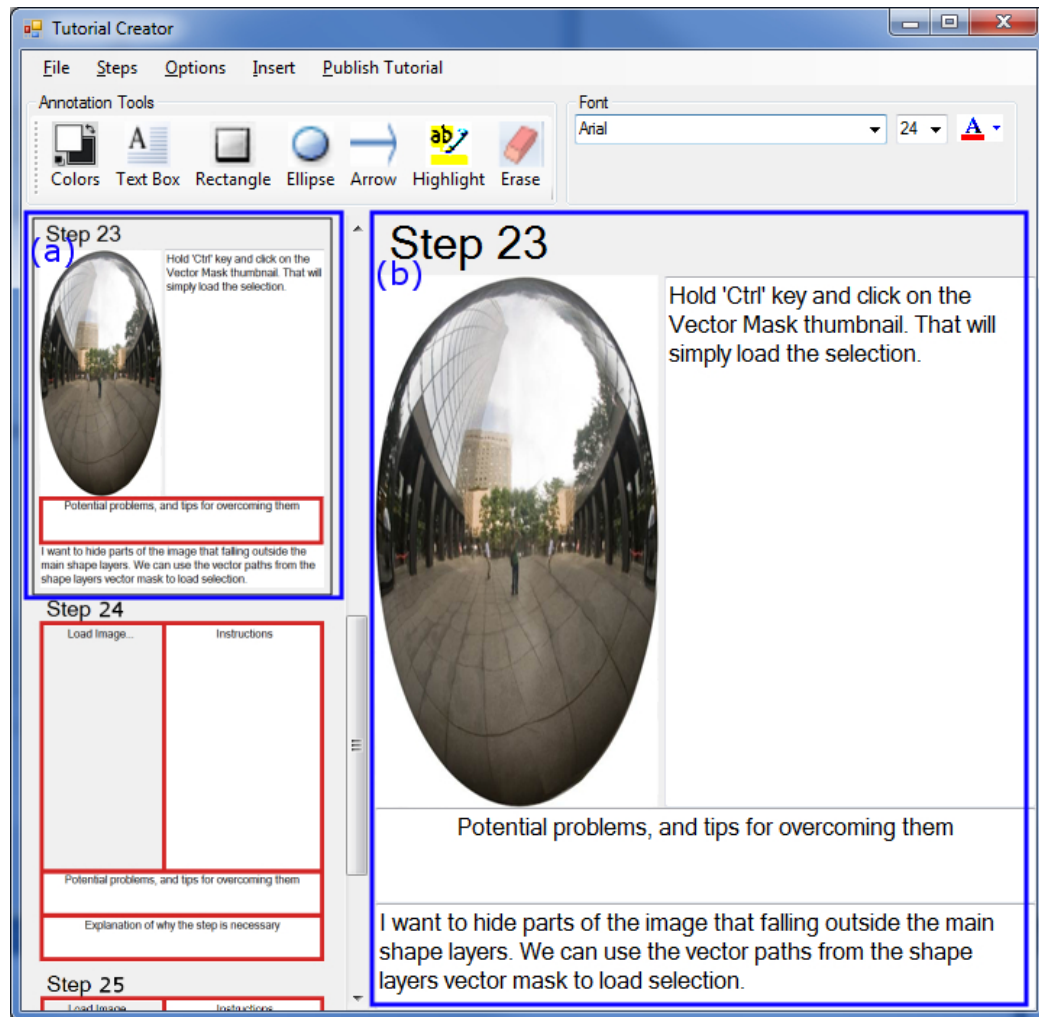 Tutorial Creator
File Steps Options Insert Publish Tutorial
Annotation Tools
Font
Arial
24
A
A
ab
Colors Text Box Rectangle Ellipse Arrow Highlight Erase
Step 23
(a)
Hold 'Ctrl' key and click on the
Vector Mask thumbnail. That will
simply load the selection.
Potential problems, and tips for overcoming them
I want to hide parts of the image that falling outside the
main shape layers. We can use the vector paths from the
shape layers vector mask to load selection.
Step 24
Load Image...
Instructions
Potential problems, and tips for overcoming them
Explanation of why the step is necessary
Step 25
Load Image...
Instructions
Step 23
(b)
Hold 'Ctrl' key and click on the
Vector Mask thumbnail. That will
simply load the selection.
Potential problems, and tips for overcoming them
I want to hide parts of the image that falling outside the main
shape layers. We can use the vector paths from the shape
layers vector mask to load selection.